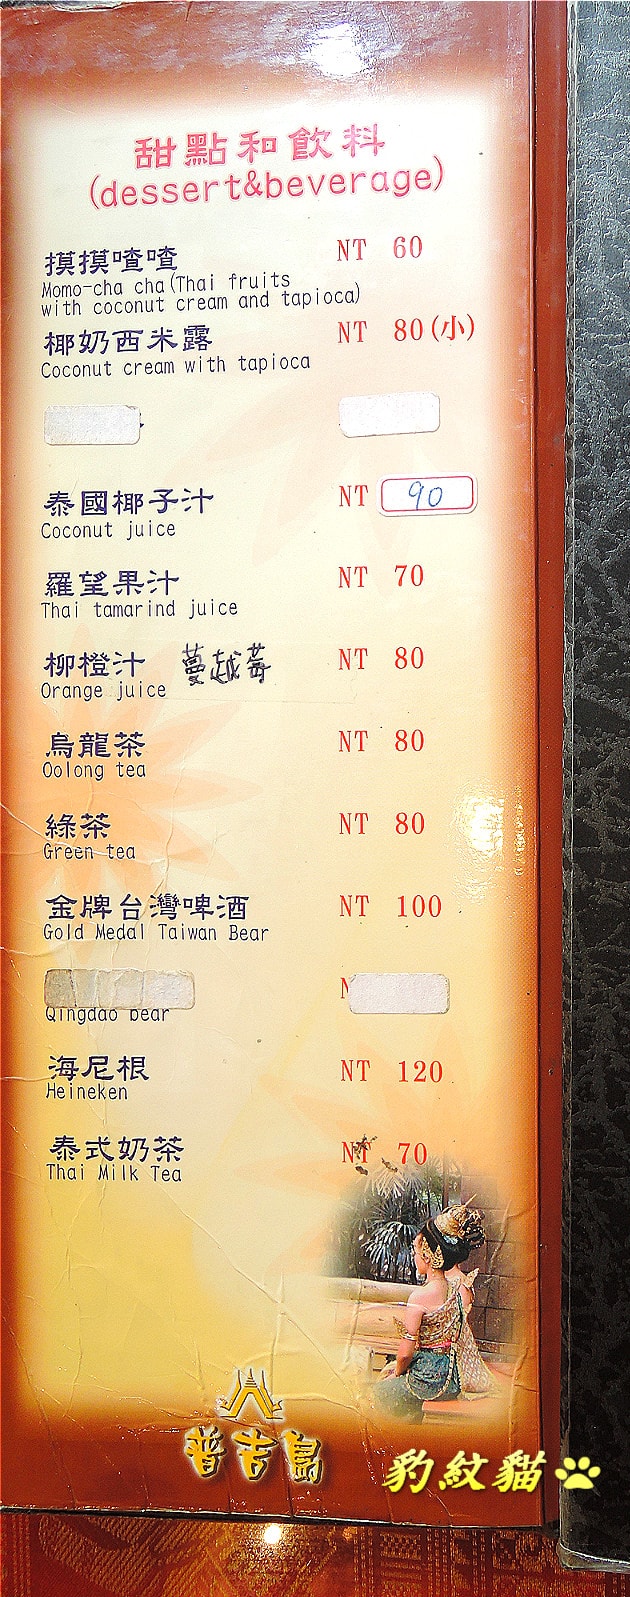 甜點和飲料
(dessert&beverage)
摸摸喳喳 NT 60
Momo-cha cha(Thai fruits
with coconut cream and tapioca)
椰奶西米露 NT 80(小)
Coconut cream with tapioca
泰國椰子汁 NT 90
Coconut juice
羅望果汁 NT 70
Thai tamarind juice
柳橙汁 蔓越莓 NT 80
Orange juice
烏龍茶 NT 80
Oolong tea
綠茶 NT 80
Green tea
金牌台灣啤酒 NT 100
Gold Medal Taiwan Bear
Qingdao bear
海尼根 NT 120
Heineken
泰式奶茶 NT 70
Thai Milk Tea
普吉島
豹紋貓